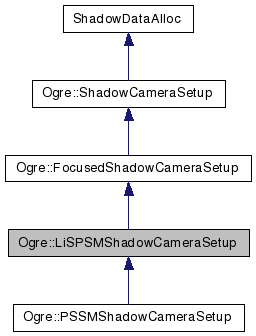 ShadowDataAlloc
Ogre::ShadowCameraSetup
Ogre::FocusedShadowCameraSetup
Ogre::LiSPSMShadowCameraSetup
Ogre::PSSMShadowCameraSetup